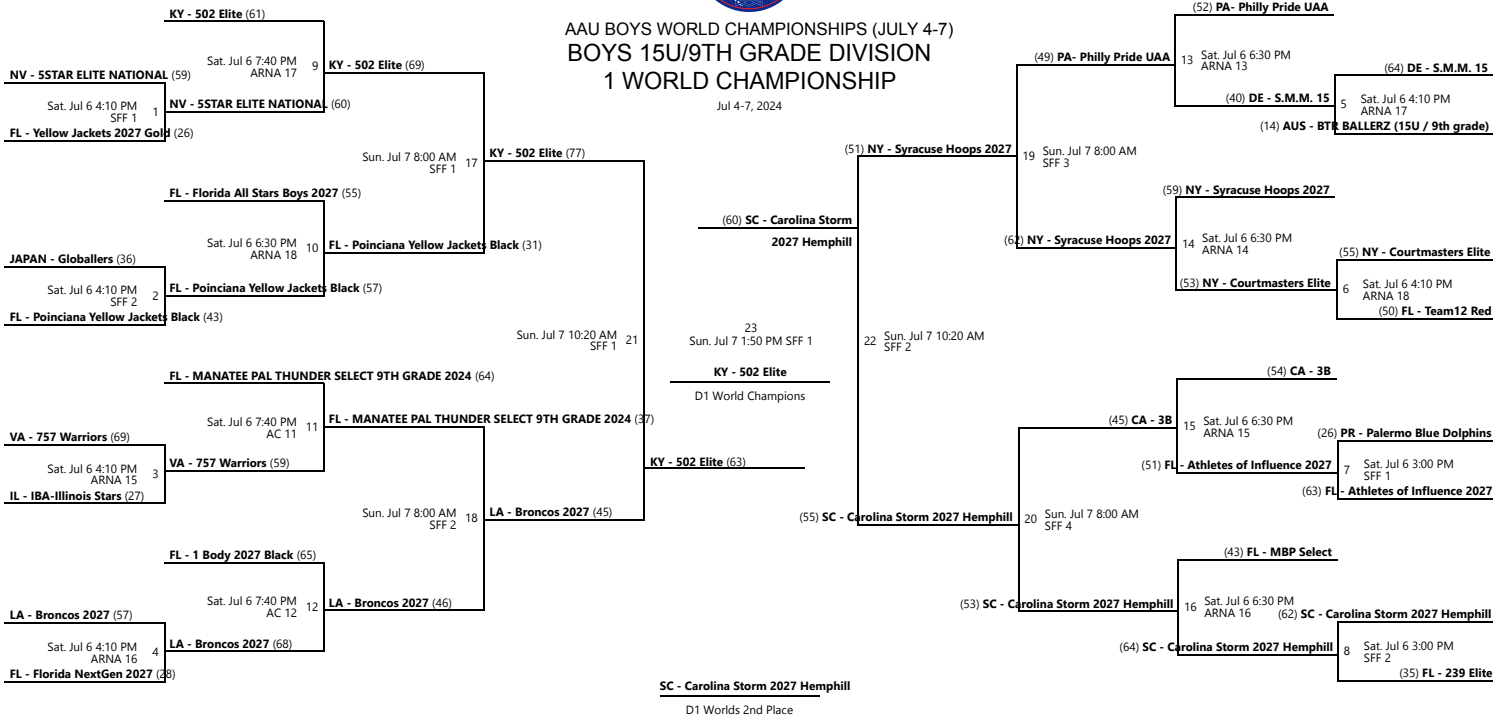 AAU BOYS WORLD CHAMPIONSHIPS (JULY 4-7)
BOYS 15U/9TH GRADE DIVISION
1 WORLD CHAMPIONSHIP
Jul 4-7, 2024
KY - 502 Elite (61)
Sat. Jul 6 7:40 PM
ARNA 17
9
KY - 502 Elite (69)
NV - 5STAR ELITE NATIONAL (59)
Sat. Jul 6 4:10 PM
SFF 1
1
NV - 5STAR ELITE NATIONAL (60)
FL - Yellow Jackets 2027 Gold (26)
Sun. Jul 7 8:00 AM
SFF 1
17
KY - 502 Elite (77)
FL - Florida All Stars Boys 2027 (55)
Sat. Jul 6 6:30 PM
ARNA 18
10
FL - Poinciana Yellow Jackets Black (31)
JAPAN - Globallers (36)
Sat. Jul 6 4:10 PM
SFF 2
2
FL - Poinciana Yellow Jackets Black (57)
FL - Poinciana Yellow Jackets Black (43)
Sun. Jul 7 10:20 AM
SFF 1
21
FL - MANATEE PAL THUNDER SELECT 9TH GRADE 2024 (64)
Sat. Jul 6 7:40 PM
AC 11
11
FL - MANATEE PAL THUNDER SELECT 9TH GRADE 2024 (37)
VA - 757 Warriors (69)
Sat. Jul 6 4:10 PM
ARNA 15
3
VA - 757 Warriors (59)
IL - IBA-Illinois Stars (27)
KY - 502 Elite (63)
Sun. Jul 7 8:00 AM
SFF 2
18
LA - Broncos 2027 (45)
FL - 1 Body 2027 Black (65)
Sat. Jul 6 7:40 PM
AC 12
12
LA - Broncos 2027 (46)
LA - Broncos 2027 (57)
Sat. Jul 6 4:10 PM
ARNA 16
4
LA - Broncos 2027 (68)
FL - Florida NextGen 2027 (28)
(60) SC - Carolina Storm
2027 Hemphill
23
Sun. Jul 7 1:50 PM SFF 1
KY - 502 Elite
D1 World Champions
SC - Carolina Storm 2027 Hemphill
D1 Worlds 2nd Place
(52) PA- Philly Pride UAA
(49) PA- Philly Pride UAA
13
Sat. Jul 6 6:30 PM
ARNA 13
(64) DE - S.M.M. 15
(40) DE - S.M.M. 15
5
Sat. Jul 6 4:10 PM
ARNA 17
(14) AUS - BTR BALLERZ (15U / 9th grade)
(51) NY - Syracuse Hoops 2027
19
Sun. Jul 7 8:00 AM
SFF 3
(59) NY - Syracuse Hoops 2027
(62) NY - Syracuse Hoops 2027
14
Sat. Jul 6 6:30 PM
ARNA 14
(55) NY - Courtmasters Elite
(53) NY - Courtmasters Elite
6
Sat. Jul 6 4:10 PM
ARNA 18
(50) FL - Team12 Red
22
Sun. Jul 7 10:20 AM
SFF 2
(54) CA - 3B
(45) CA - 3B
15
Sat. Jul 6 6:30 PM
ARNA 15
(26) PR - Palermo Blue Dolphins
(51) FL - Athletes of Influence 2027
7
Sat. Jul 6 3:00 PM
SFF 1
(63) FL - Athletes of Influence 2027
(55) SC - Carolina Storm 2027 Hemphill
20
Sun. Jul 7 8:00 AM
SFF 4
(43) FL - MBP Select
(53) SC - Carolina Storm 2027 Hemphill
16
Sat. Jul 6 6:30 PM
ARNA 16
(62) SC - Carolina Storm 2027 Hemphill
(64) SC - Carolina Storm 2027 Hemphill
8
Sat. Jul 6 3:00 PM
SFF 2
(35) FL - 239 Elite